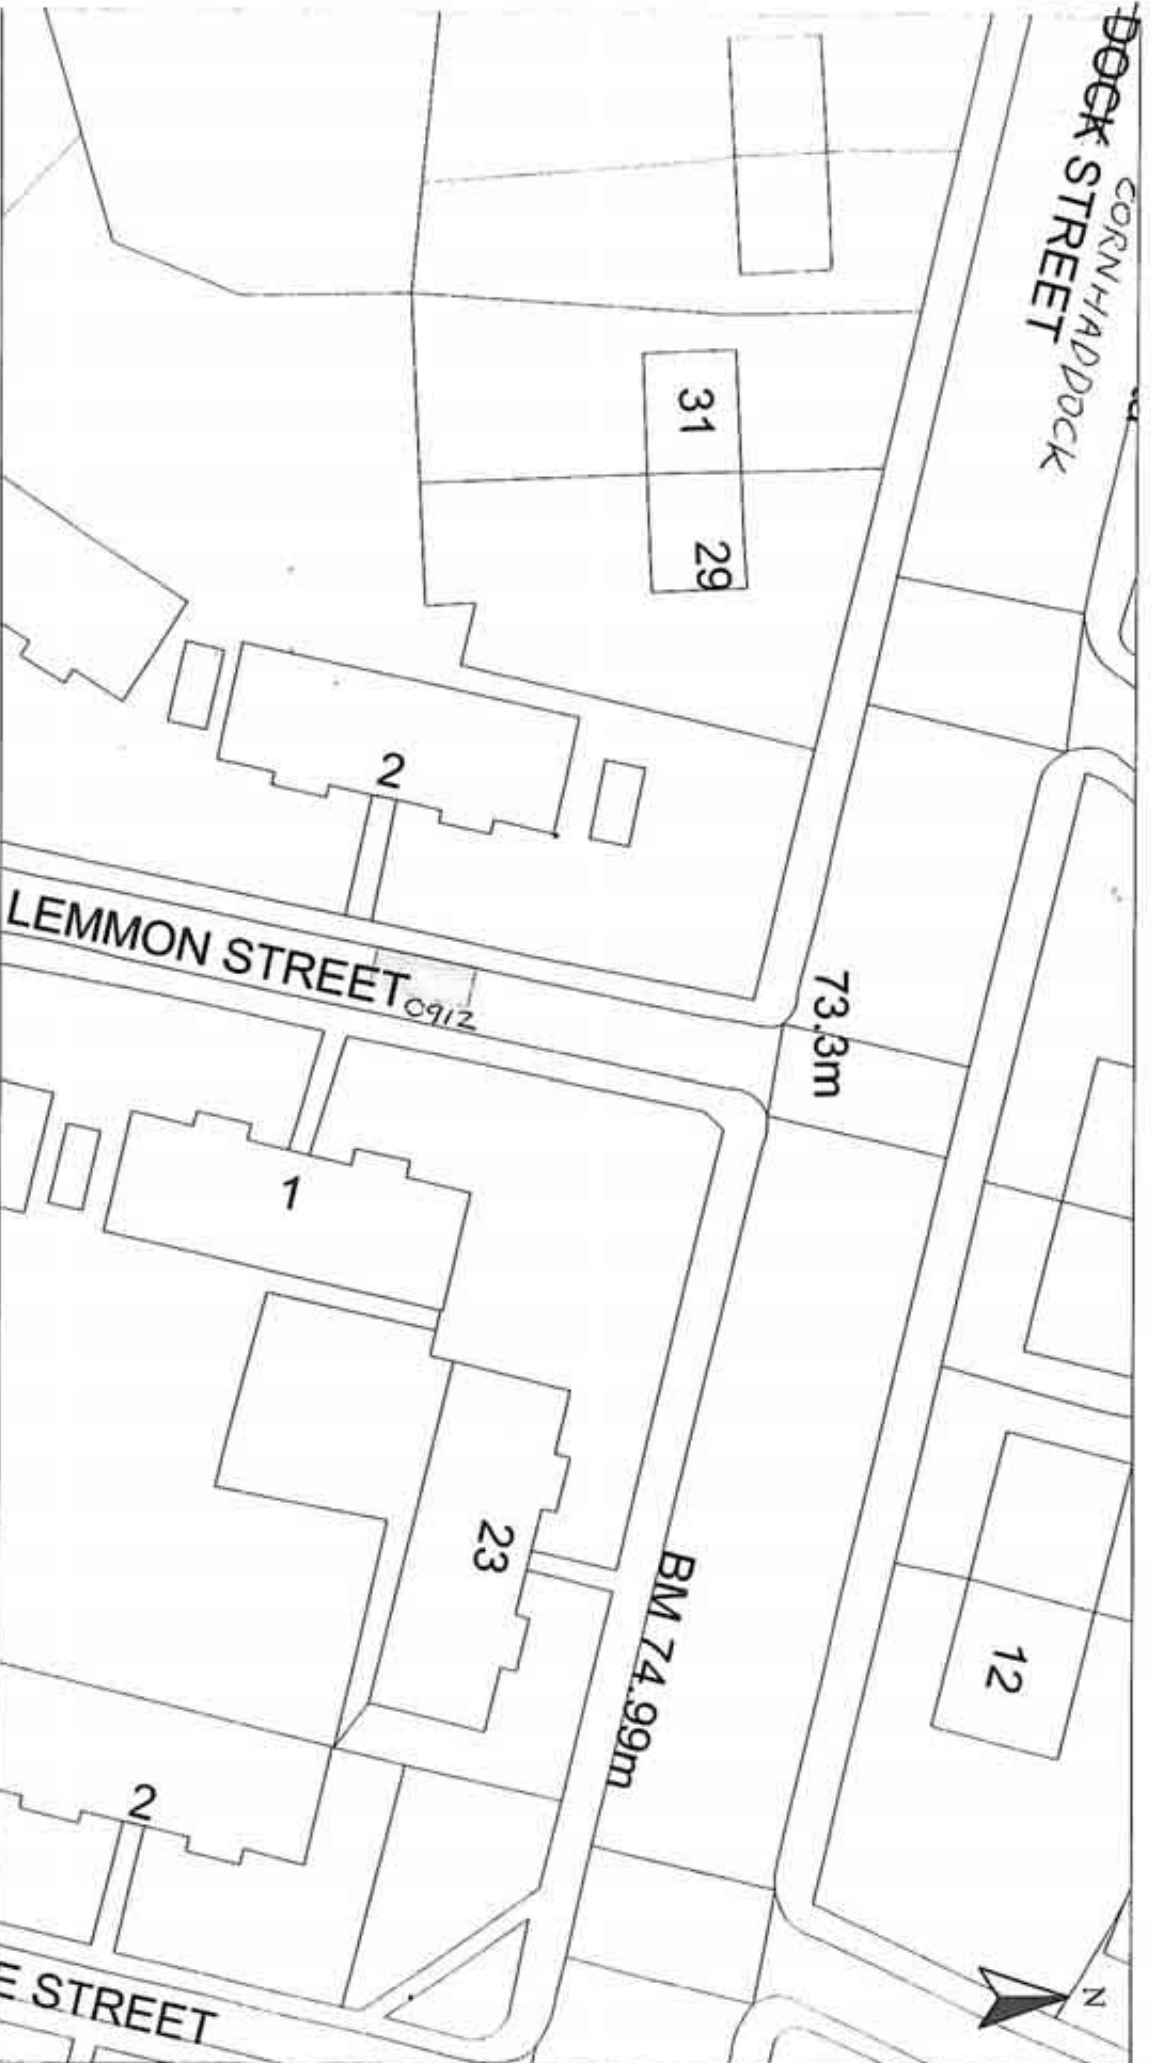 DOCK STREET
CORNHADDOCK
31
29
2
LEMMON STREET
0912
73.3m
1
23
BM 74.99m
12
2
E STREET
N